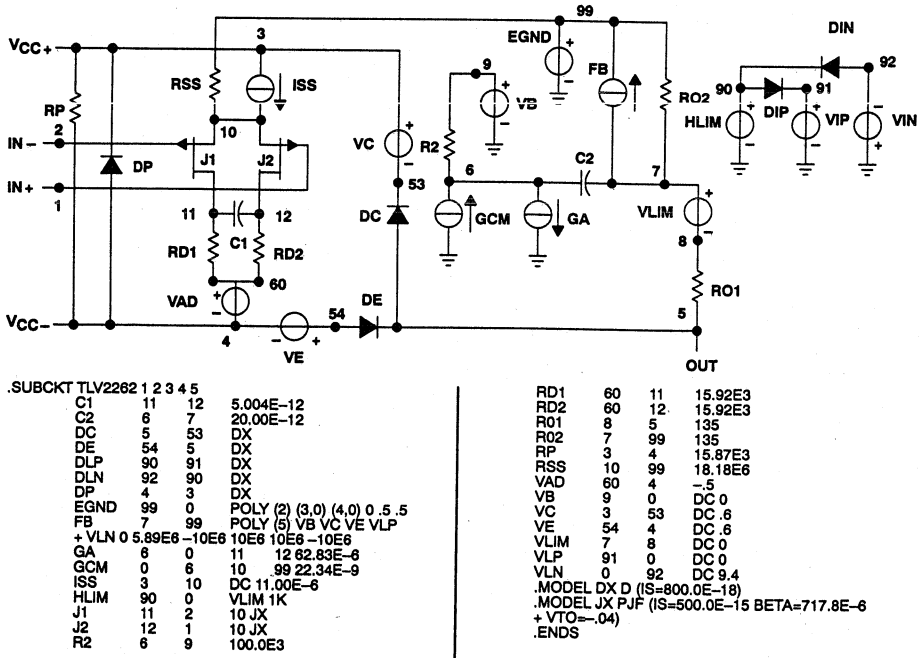 99
3
EGND
DIN
VCC+
9
FB
92
RSS
ISS
90
91
RP
VB
RO2
DIP
2
10
HLIM
VIP
VIN
IN−
J1
J2
VC
R2
C2
DP
6
7
IN+
53
1
VLIM
11
12
DC
GCM
GA
C1
8
RD1
RD2
60
RO1
VAD
DE
5
VCC−
54
4
VE
OUT
.SUBCKT TLV2262 1 2 3 4 5
C1 11 12 5.004E−12
C2 6 7 20.00E−12
DC 5 53 DX
DE 54 5 DX
DLP 90 91 DX
DLN 92 90 DX
DP 4 3 DX
EGND 99 0 POLY (2) (3,0) (4,0) 0 .5 .5
FB 7 99 POLY (5) VB VC VE VLP
+ VLN 0 5.89E6 −10E6 10E6 10E6 −10E6
GA 6 0 11 12 62.83E−6
GCM 0 6 10 .99 22.34E−9
ISS 3 10 DC 11.00E−6
HLIM 90 0 VLIM 1K
J1 11 2 10 JX
J2 12 1 10 JX
R2 6 9 100.0E3
RD1 60 11 15.92E3
RD2 60 12 15.92E3
R01 8 5 135
R02 7 99 135
RP 3 4 15.87E3
RSS 10 99 18.18E6
VAD 60 4 −.5
VB 9 0 DC 0
VC 3 53 DC .6
VE 54 4 DC .6
VLIM 7 8 DC 0
VLP 91 0 DC 0
VLN 0 92 DC 9.4
.MODEL DX D (IS=800.0E−18)
.MODEL JX PJF (IS=500.0E−15 BETA=717.8E−6
+ VTO=−.04)
.ENDS